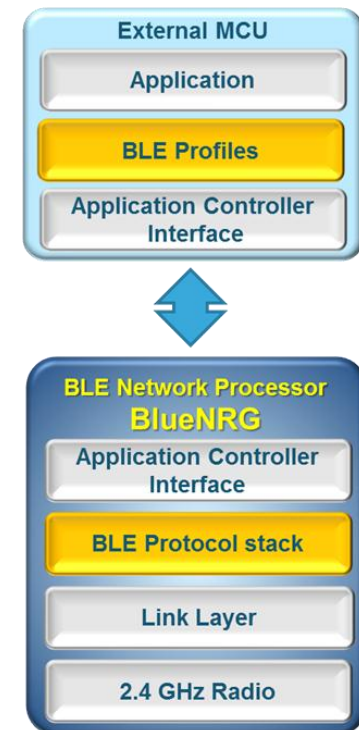 External MCU
Application
BLE Profiles
Application Controller
Interface
BLE Network Processor
BlueNRG
Application Controller
Interface
BLE Protocol stack
Link Layer
2.4 GHz Radio